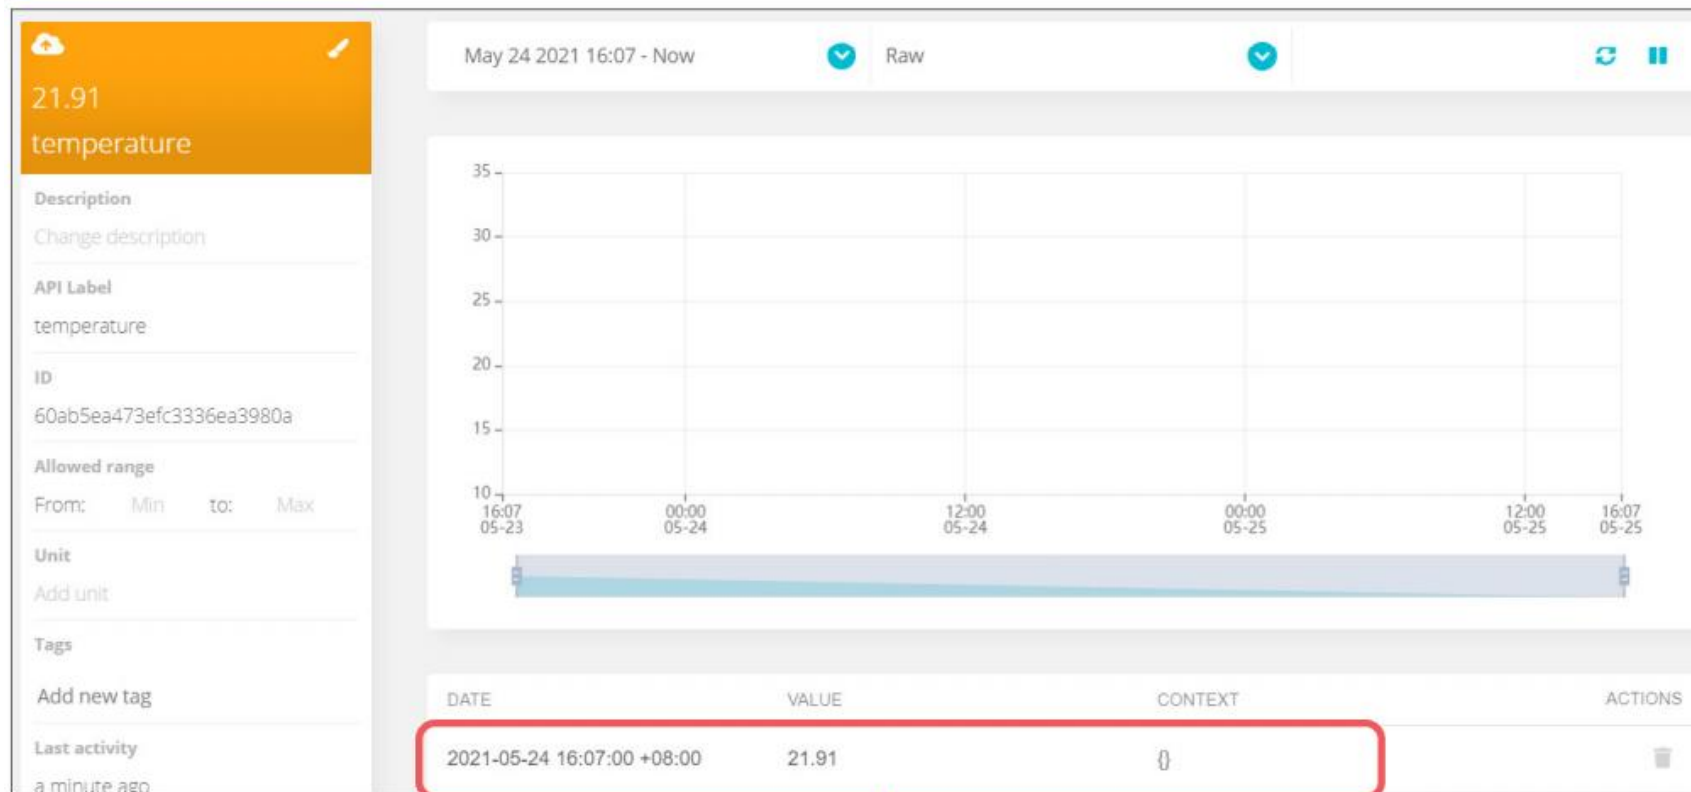 21.91
temperature
Description
Change description
API Label
temperature
ID
60ab5ea473efc3336ea3980a
Allowed range
From: Min to: Max
Unit
Add unit
Tags
Add new tag
Last activity
a minute ago
May 24 2021 16:07 - Now
Raw
35
30
25
20
15
10
16:07 00:00 12:00 00:00 12:00 16:07
05-23 05-24 05-24 05-25 05-25 05-25
DATE VALUE CONTEXT ACTIONS
2021-05-24 16:07:00 +08:00 21.91 {}